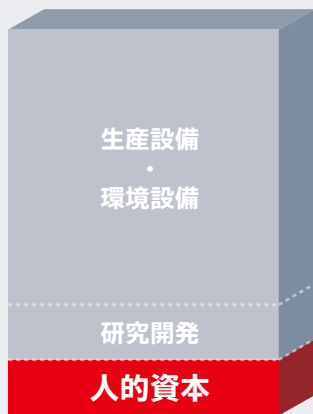 生産設備
・
環境設備
研究開発
人的資本